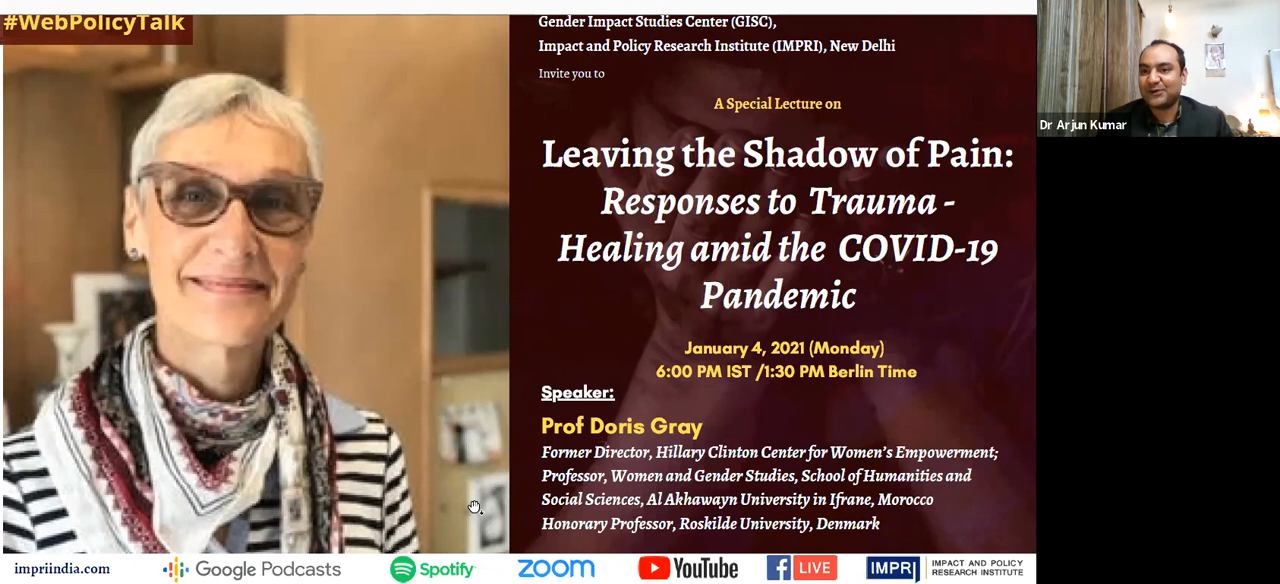 #WebPolicyTalk
Gender Impact Studies Center (GISC),
Impact and Policy Research Institute (IMPRI), New Delhi
Invite you to
A Special Lecture on
Leaving the Shadow of Pain:
Responses to Trauma -
Healing amid the COVID-19
Pandemic
January 4, 2021 (Monday)
6:00 PM IST /1:30 PM Berlin Time
Speaker:
Prof Doris Gray
Former Director, Hillary Clinton Center for Women's Empowerment;
Professor, Women and Gender Studies, School of Humanities and
Social Sciences, Al Akhawayn University in Ifrane, Morocco
Honorary Professor, Roskilde University, Denmark
Dr Arjun Kumar
impriindia.com
Google Podcasts
Spotify
zoom
YouTube
f LIVE
IMPRI
IMPACT AND POLICY
RESEARCH INSTITUTE